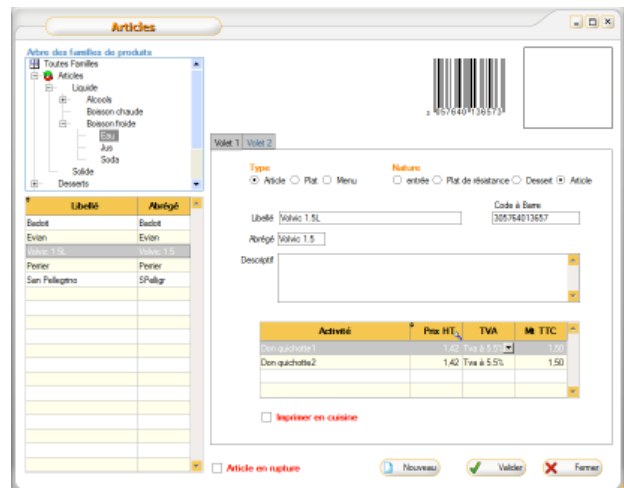 Articles
Arbre des familles de produits
Toutes Familles
Articles
Liquide
Alcools
Boisson chaude
Boisson froide
Eau
Jus
Soda
Solide
Desserts
Libellé Abrégé
Badoit Badoit
Evian Evian
Volvic 1.5L Volvic 1.5
Perrier Perrier
San Pellegrino SPelligr
3 057640 136573
Volet 1 Volet 2
Type Nature
Article Plat Menu entrée Plat de résistance Dessert Article
Code à Barre
Libellé Volvic 1.5L 305764013657
Abrégé Volvic 1.5
Descriptif
Activité Prix HT TVA Mt TTC
Don quichotte1 1,42 Tva à 5.5% 1,50
Don quichotte2 1,42 Tva à 5.5% 1,50
Imprimer en cuisine
Article en rupture Nouveau Valider Fermer